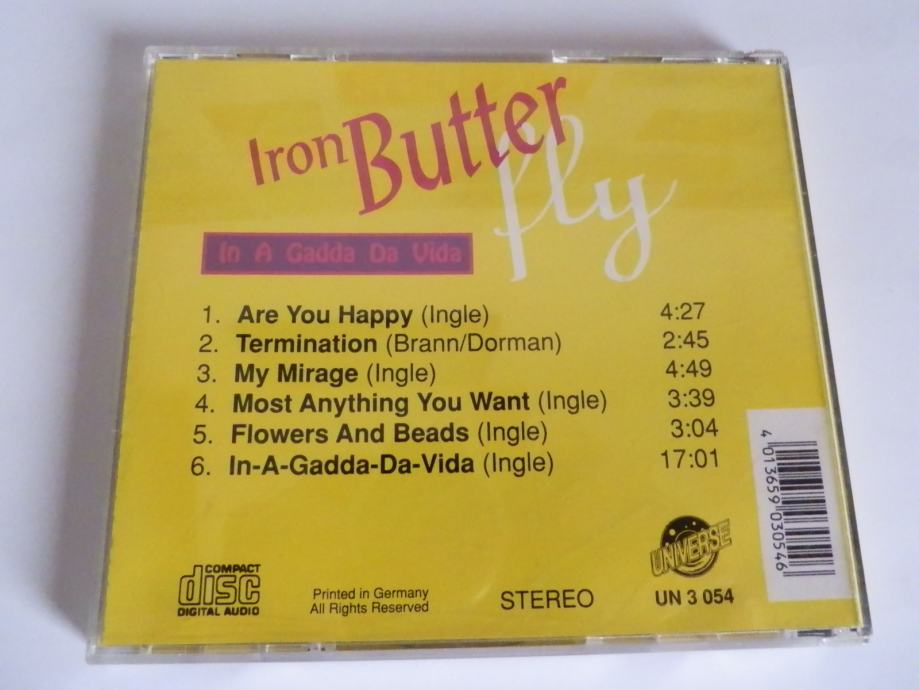 Iron Butter
fly
In A Gadda Da Vida
1. Are You Happy (Ingle) 4:27
2. Termination (Brann/Dorman) 2:45
3. My Mirage (Ingle) 4:49
4. Most Anything You Want (Ingle) 3:39
5. Flowers And Beads (Ingle) 3:04
6. In-A-Gadda-Da-Vida (Ingle) 17:01
4 013659 030546
UNIVERSE
COMPACT
disc
DIGITAL AUDIO
Printed in Germany
All Rights Reserved
STEREO
UN 3 054